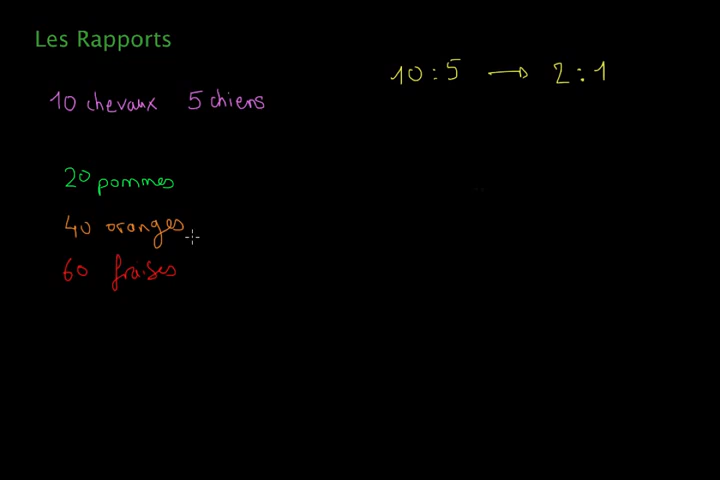 Les Rapports
10 : 5 → 2 : 1
10 chevaux 5 chiens
20 pommes
40 oranges
60 fraises